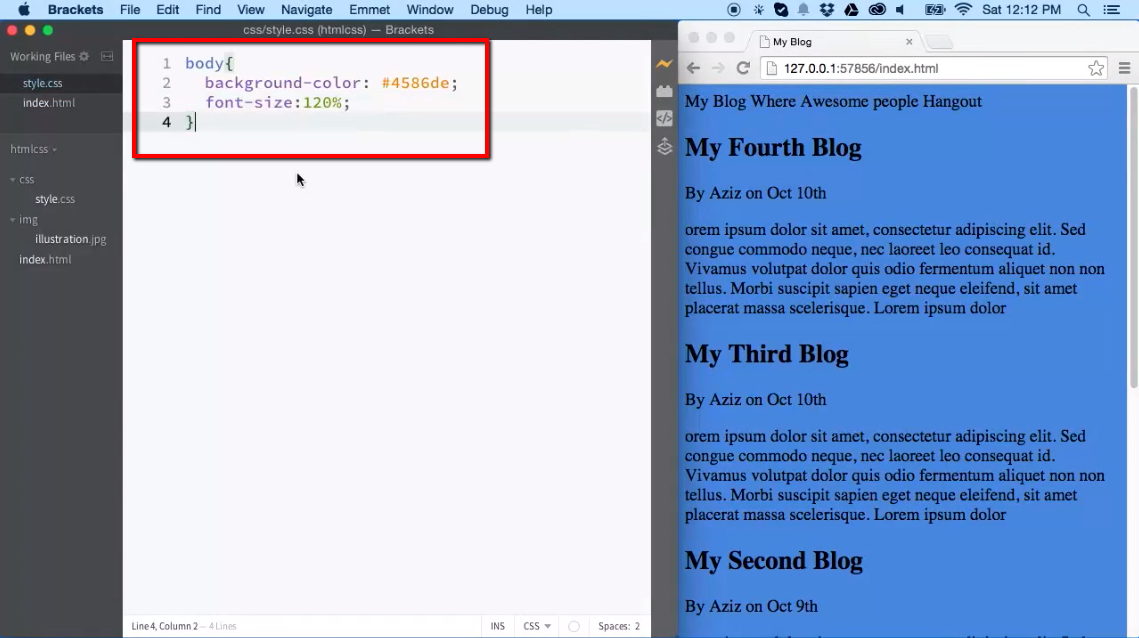 Brackets File Edit Find View Navigate Emmet Window Debug Help Sat 12:12 PM
css/style.css (htmlcss) — Brackets
Working Files
style.css
index.html
htmlcss
css
style.css
img
illustration.jpg
index.html
1 body{
2 background-color: #4586de;
3 font-size:120%;
4 }
Line 4, Column 2 — 4 Lines
INS CSS Spaces: 2
My Blog
127.0.0.1:57856/index.html
My Blog Where Awesome people Hangout
My Fourth Blog
By Aziz on Oct 10th
orem ipsum dolor sit amet, consectetur adipiscing elit. Sed
congue commodo neque, nec laoreet leo consequat id.
Vivamus volutpat dolor quis odio fermentum aliquet non non
tellus. Morbi suscipit sapien eget neque eleifend, sit amet
placerat massa scelerisque. Lorem ipsum dolor
My Third Blog
By Aziz on Oct 10th
orem ipsum dolor sit amet, consectetur adipiscing elit. Sed
congue commodo neque, nec laoreet leo consequat id.
Vivamus volutpat dolor quis odio fermentum aliquet non non
tellus. Morbi suscipit sapien eget neque eleifend, sit amet
placerat massa scelerisque. Lorem ipsum dolor
My Second Blog
By Aziz on Oct 9th